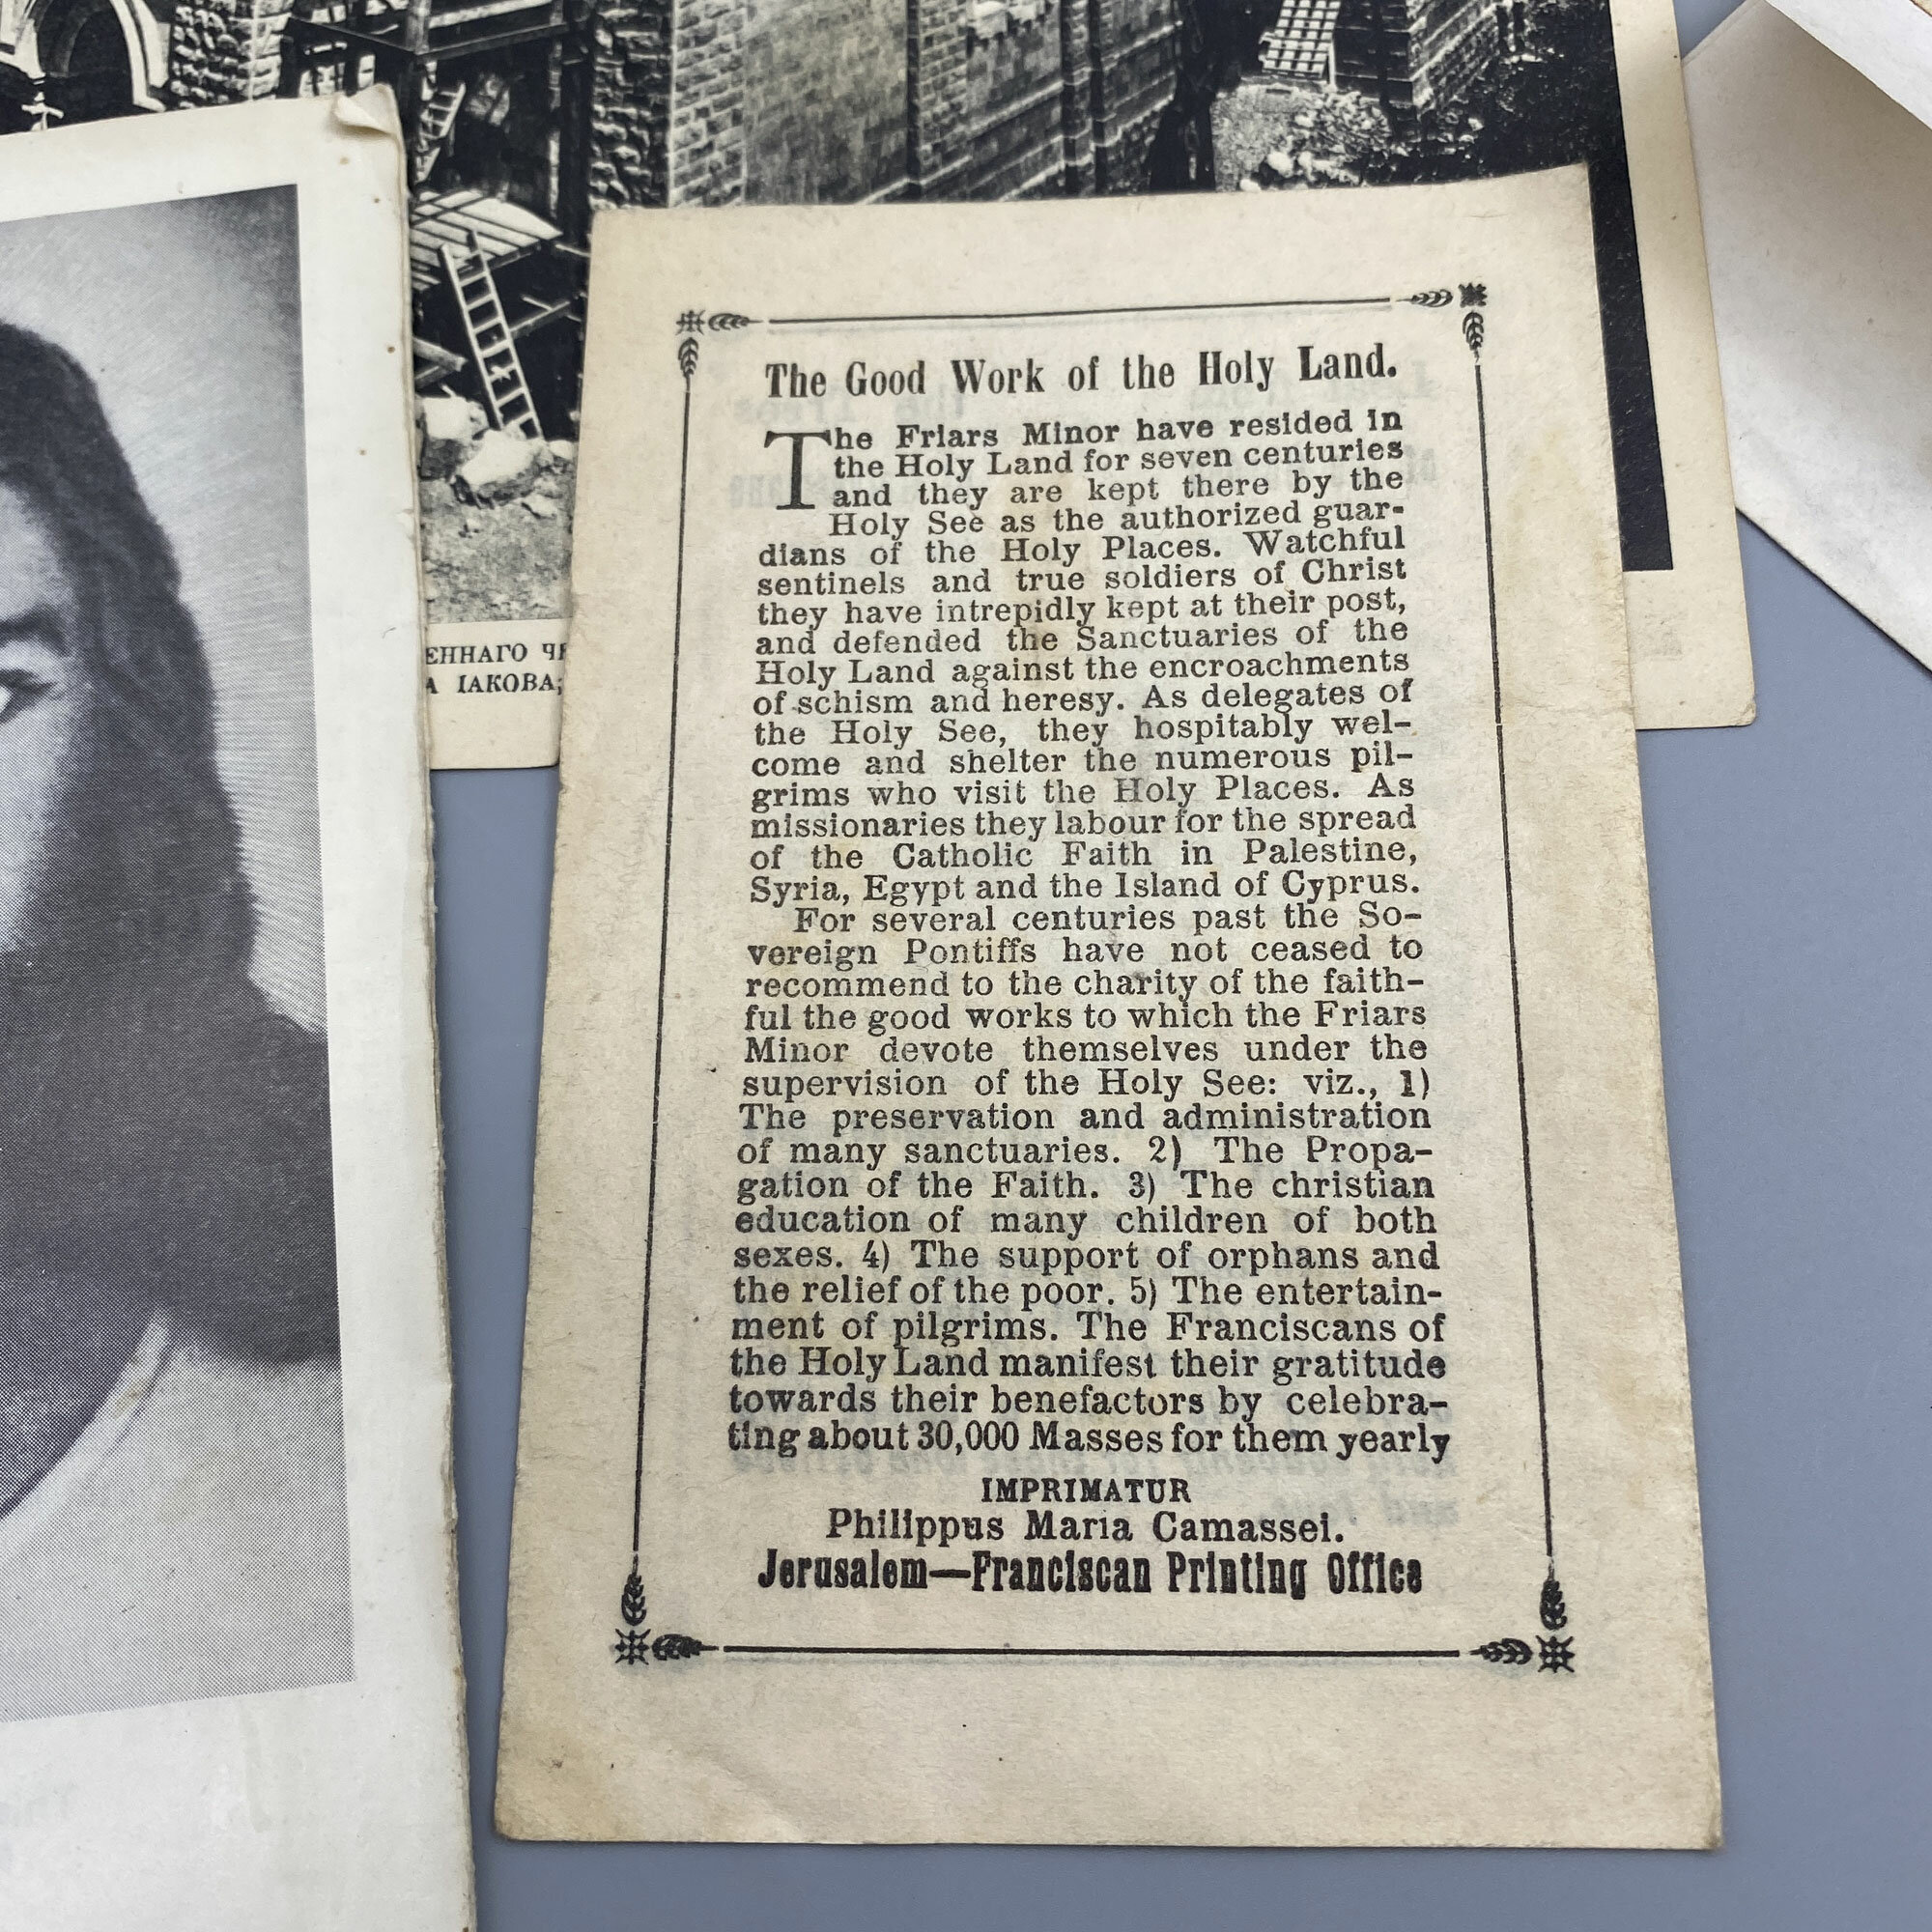 ЕННАГО
А ІАКОВА;
The Good Work of the Holy Land.
The Friars Minor have resided in
the Holy Land for seven centuries
and they are kept there by the
Holy See as the authorized guar-
dians of the Holy Places. Watchful
sentinels and true soldiers of Christ
they have intrepidly kept at their post,
and defended the Sanctuaries of the
Holy Land against the encroachments
of schism and heresy. As delegates of
the Holy See, they hospitably wel-
come and shelter the numerous pil-
grims who visit the Holy Places. As
missionaries they labour for the spread
of the Catholic Faith in Palestine,
Syria, Egypt and the Island of Cyprus.
For several centuries past the So-
vereign Pontiffs have not ceased to
recommend to the charity of the faith-
ful the good works to which the Friars
Minor devote themselves under the
supervision of the Holy See: viz., 1)
The preservation and administration
of many sanctuaries. 2) The Propa-
gation of the Faith. 3) The christian
education of many children of both
sexes. 4) The support of orphans and
the relief of the poor. 5) The entertain-
ment of pilgrims. The Franciscans of
the Holy Land manifest their gratitude
towards their benefactors by celebra-
ting about 30,000 Masses for them yearly
IMPRIMATUR
Philippus Maria Camassei.
Jerusalem—Franciscan Printing Office